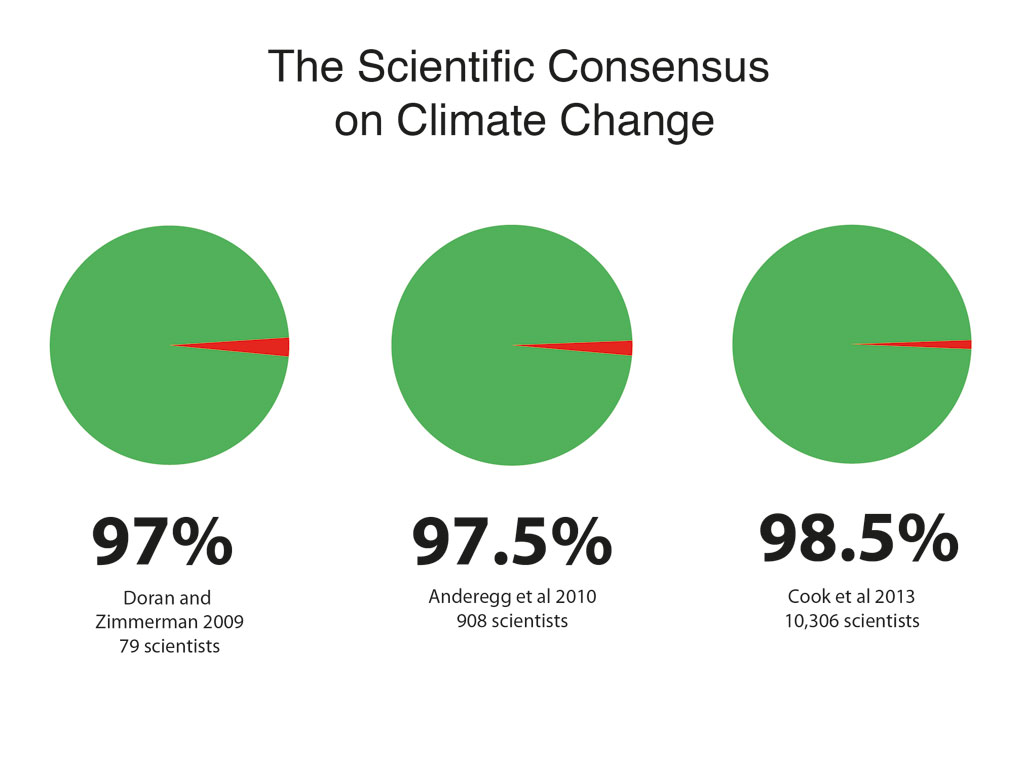 The Scientific Consensus
on Climate Change
97%
Doran and
Zimmerman 2009
79 scientists
97.5%
Anderegg et al 2010
908 scientists
98.5%
Cook et al 2013
10,306 scientists